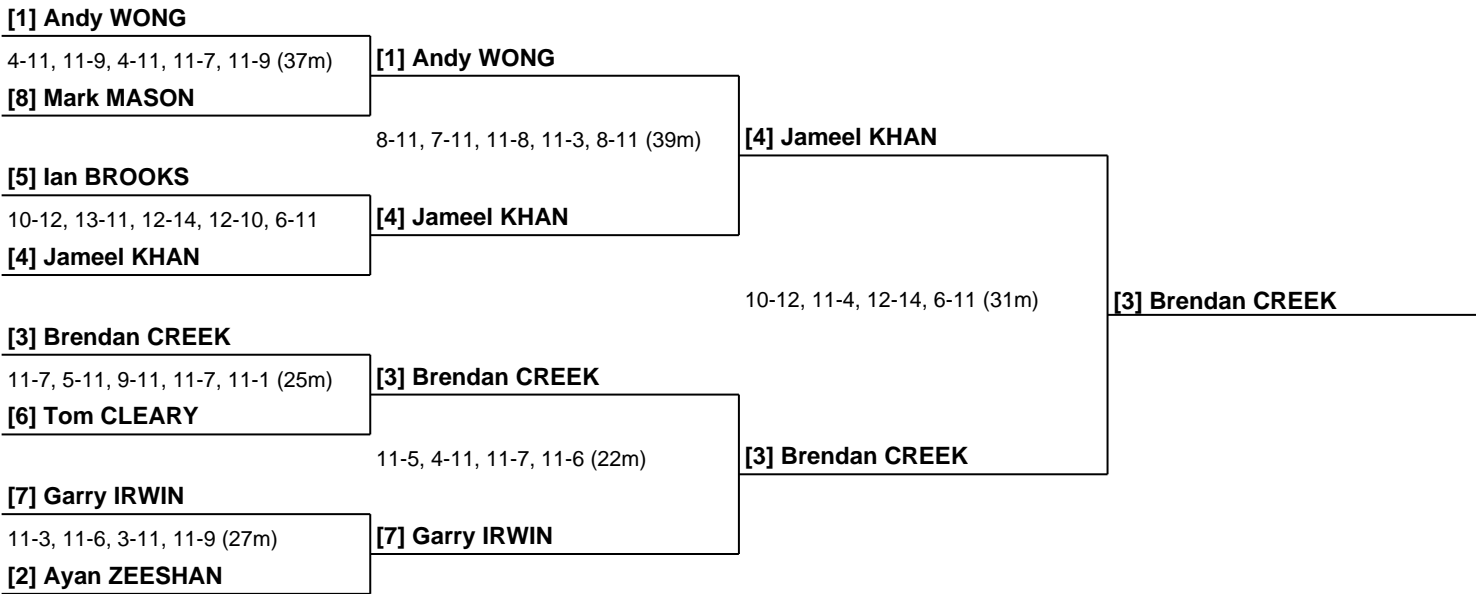 [1] Andy WONG
4-11, 11-9, 4-11, 11-7, 11-9 (37m)
[8] Mark MASON
[5] Ian BROOKS
10-12, 13-11, 12-14, 12-10, 6-11
[4] Jameel KHAN
[3] Brendan CREEK
11-7, 5-11, 9-11, 11-7, 11-1 (25m)
[6] Tom CLEARY
[7] Garry IRWIN
11-3, 11-6, 3-11, 11-9 (27m)
[2] Ayan ZEESHAN
[1] Andy WONG
8-11, 7-11, 11-8, 11-3, 8-11 (39m)
[4] Jameel KHAN
[3] Brendan CREEK
11-5, 4-11, 11-7, 11-6 (22m)
[7] Garry IRWIN
[4] Jameel KHAN
10-12, 11-4, 12-14, 6-11 (31m)
[3] Brendan CREEK
[3] Brendan CREEK